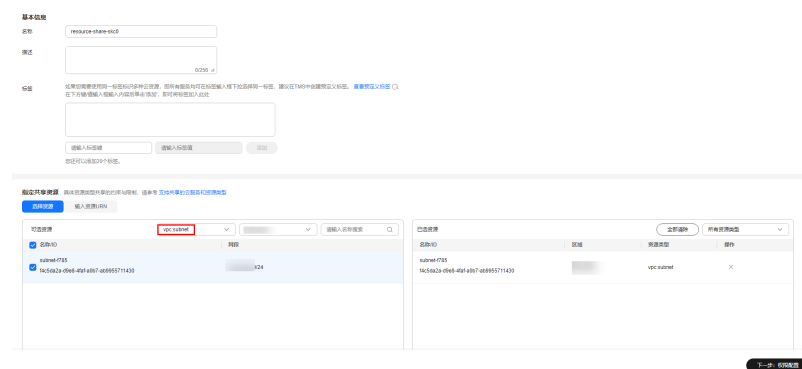 基本信息
名称 resource-share-skc0
描述
0/256
标签 如果您需要使用同一标签标识多种云资源，即所有服务均可在标签输入框下拉选择同一标签，建议在TMS中创建预定义标签。 查看预定义标签
在下方键/值输入框输入内容后单击'添加'，即可将标签加入此处
请输入标签键 请输入标签值 添加
您还可以添加20个标签。
指定共享资源 具体资源类型共享的约束与限制，请参考 支持共享的云服务和资源类型
选择资源 输入资源URN
可选资源 vpc:subnet 请输入名称搜索 已选资源 全部清除 所有资源类型
名称/ID 网段 名称/ID 区域 资源类型 操作
subnet-f785 subnet-f785
f4c5da2a-d9e8-4faf-a0b7-ab9955711430 /24 f4c5da2a-d9e8-4faf-a0b7-ab9955711430 vpc:subnet ×
下一步: 权限配置